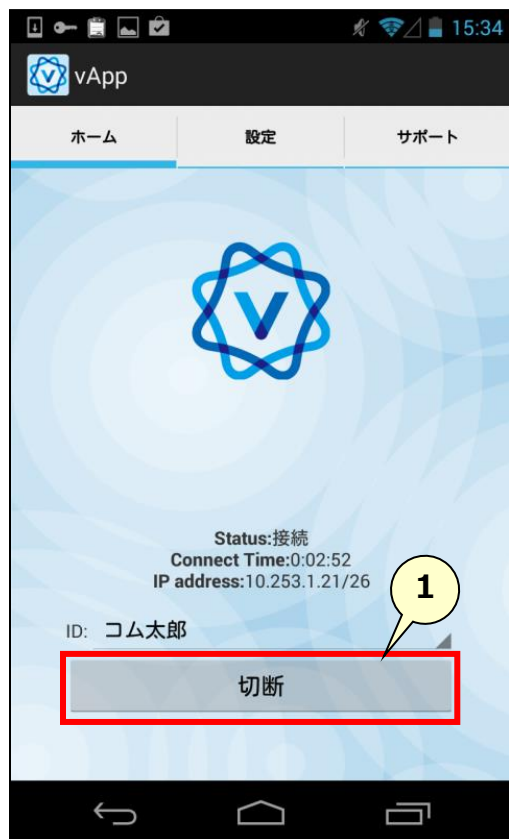 15:34
vApp
ホーム 設定 サポート
V
Status:接続
Connect Time:0:02:52
IP address:10.253.1.21/26
1
ID: コム太郎
切断